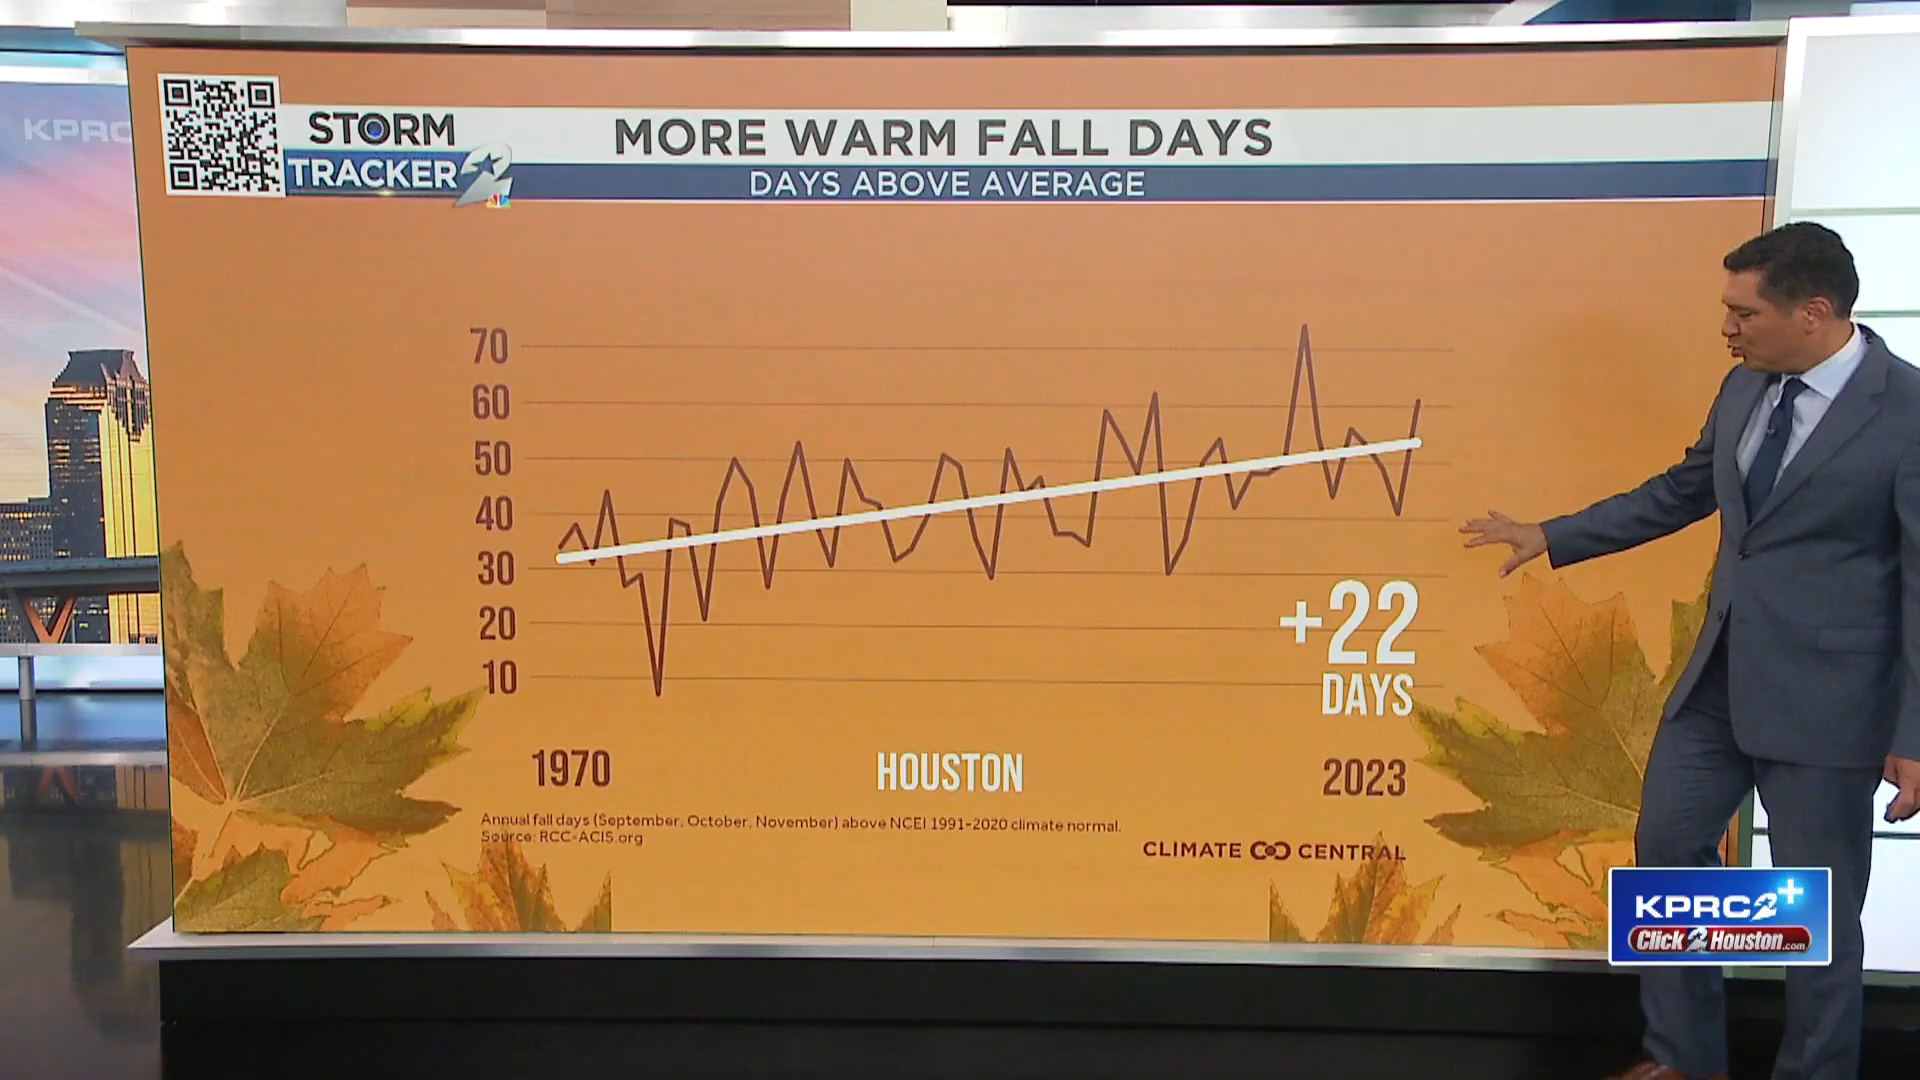 KPRC
STORM
TRACKER 2
MORE WARM FALL DAYS
DAYS ABOVE AVERAGE
70
60
50
40
30
20
10
+22
DAYS
1970
HOUSTON
2023
Annual fall days (September, October, November) above NCEI 1991-2020 climate normal.
Source: RCC-ACIS.org
CLIMATE CENTRAL
KPRC2+
Click2Houston.com